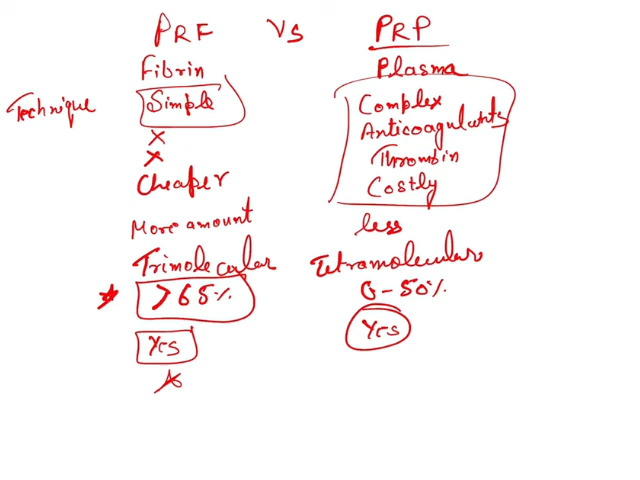 PRF VS PRP
Fibrin Plasma
Technique Simple Complex
x Anticoagulants
x Thrombin
Cheaper Costly
More amount less
Trimolecular Tetramolecular
>65% 0-50%
Yes Yes